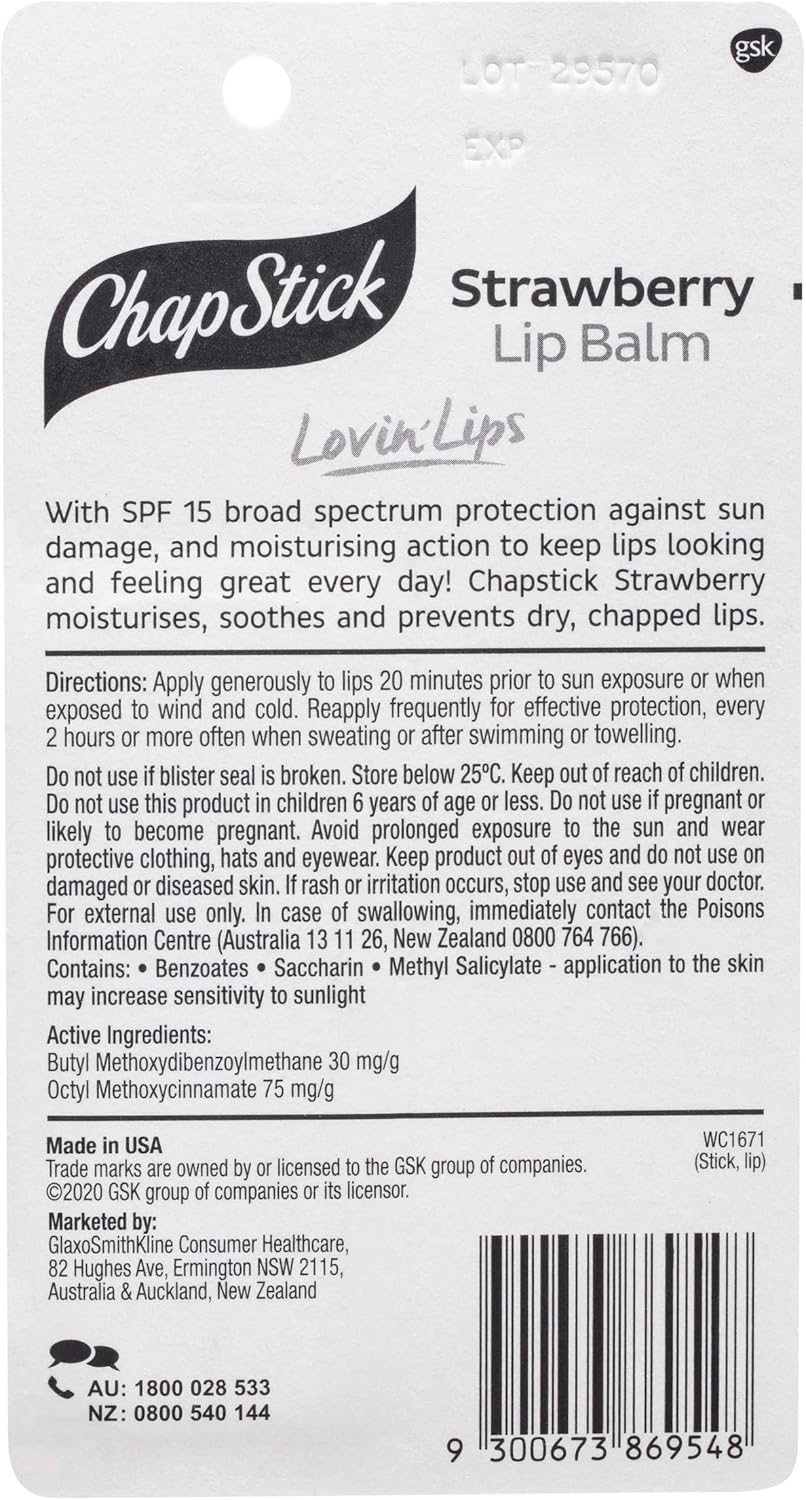 gsk
LOT 29570
EXP
ChapStick
Strawberry
Lip Balm
Lovin' Lips
With SPF 15 broad spectrum protection against sun
damage, and moisturising action to keep lips looking
and feeling great every day! Chapstick Strawberry
moisturises, soothes and prevents dry, chapped lips.
Directions: Apply generously to lips 20 minutes prior to sun exposure or when
exposed to wind and cold. Reapply frequently for effective protection, every
2 hours or more often when sweating or after swimming or towelling.
Do not use if blister seal is broken. Store below 25ºC. Keep out of reach of children.
Do not use this product in children 6 years of age or less. Do not use if pregnant or
likely to become pregnant. Avoid prolonged exposure to the sun and wear
protective clothing, hats and eyewear. Keep product out of eyes and do not use on
damaged or diseased skin. If rash or irritation occurs, stop use and see your doctor.
For external use only. In case of swallowing, immediately contact the Poisons
Information Centre (Australia 13 11 26, New Zealand 0800 764 766).
Contains: • Benzoates • Saccharin • Methyl Salicylate - application to the skin
may increase sensitivity to sunlight
Active Ingredients:
Butyl Methoxydibenzoylmethane 30 mg/g
Octyl Methoxycinnamate 75 mg/g
Made in USA
Trade marks are owned by or licensed to the GSK group of companies.
©2020 GSK group of companies or its licensor.
WC1671
(Stick, lip)
Marketed by:
GlaxoSmithKline Consumer Healthcare,
82 Hughes Ave, Ermington NSW 2115,
Australia & Auckland, New Zealand
AU: 1800 028 533
NZ: 0800 540 144
9 300673 869548